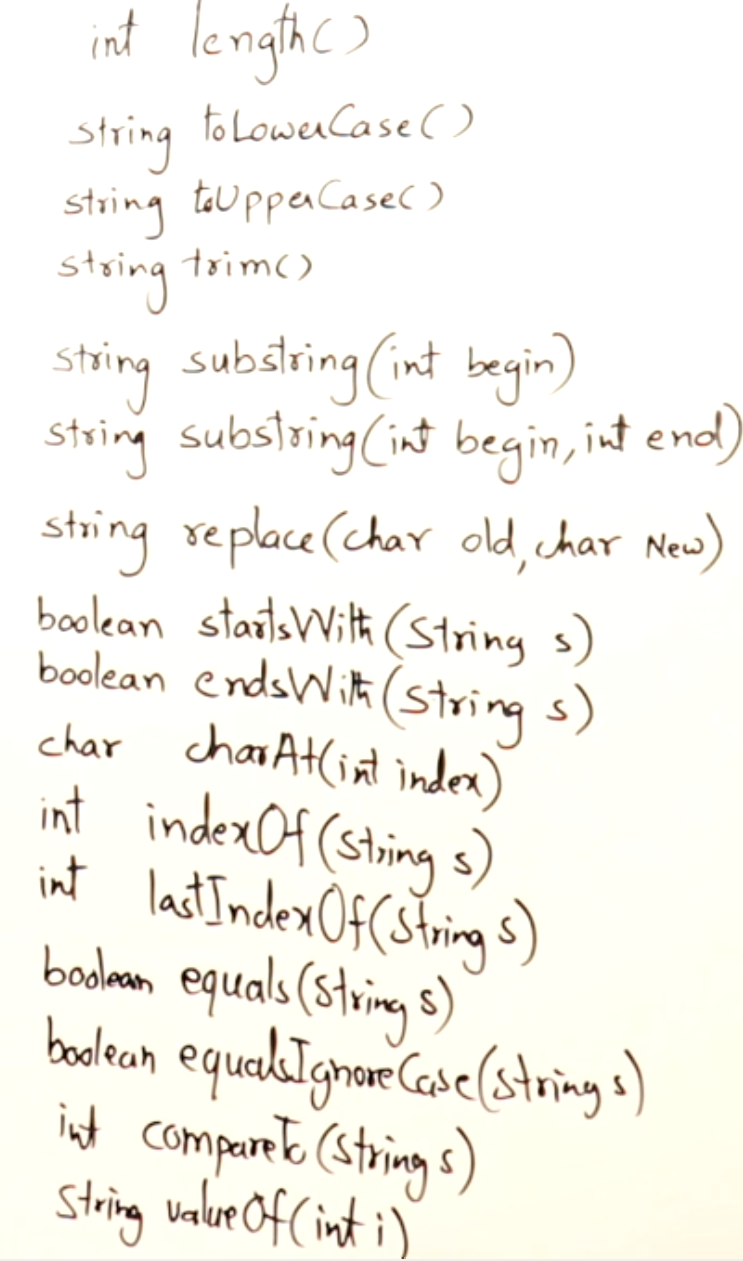 int length()
string toLowerCase()
string toUpperCase()
string trim()
string substring(int begin)
string substring(int begin, int end)
string replace(char old, char New)
boolean startsWith(String s)
boolean endsWith(String s)
char charAt(int index)
int indexOf(String s)
int lastIndexOf(String s)
boolean equals(String s)
boolean equalsIgnoreCase(String s)
int compareTo(String s)
String valueOf(int i)